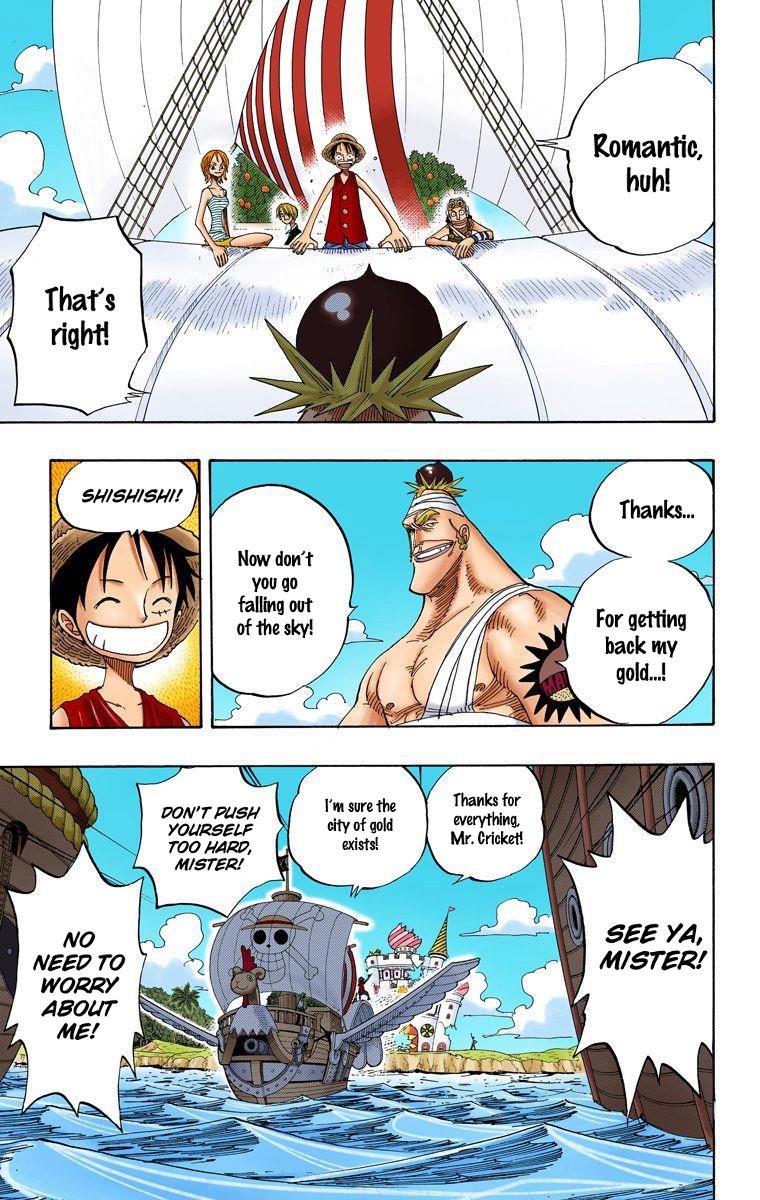 Romantic,
huh!
That's
right!
Thanks...
For getting
back my
gold...!
Now don't
you go
falling out
of the sky!
SHISHISHI!
SEE YA,
MISTER!
Thanks for
everything,
Mr. Cricket!
I'm sure the
city of gold
exists!
DON'T PUSH
YOURSELF
TOO HARD,
MISTER!
NO
NEED TO
WORRY
ABOUT
ME!